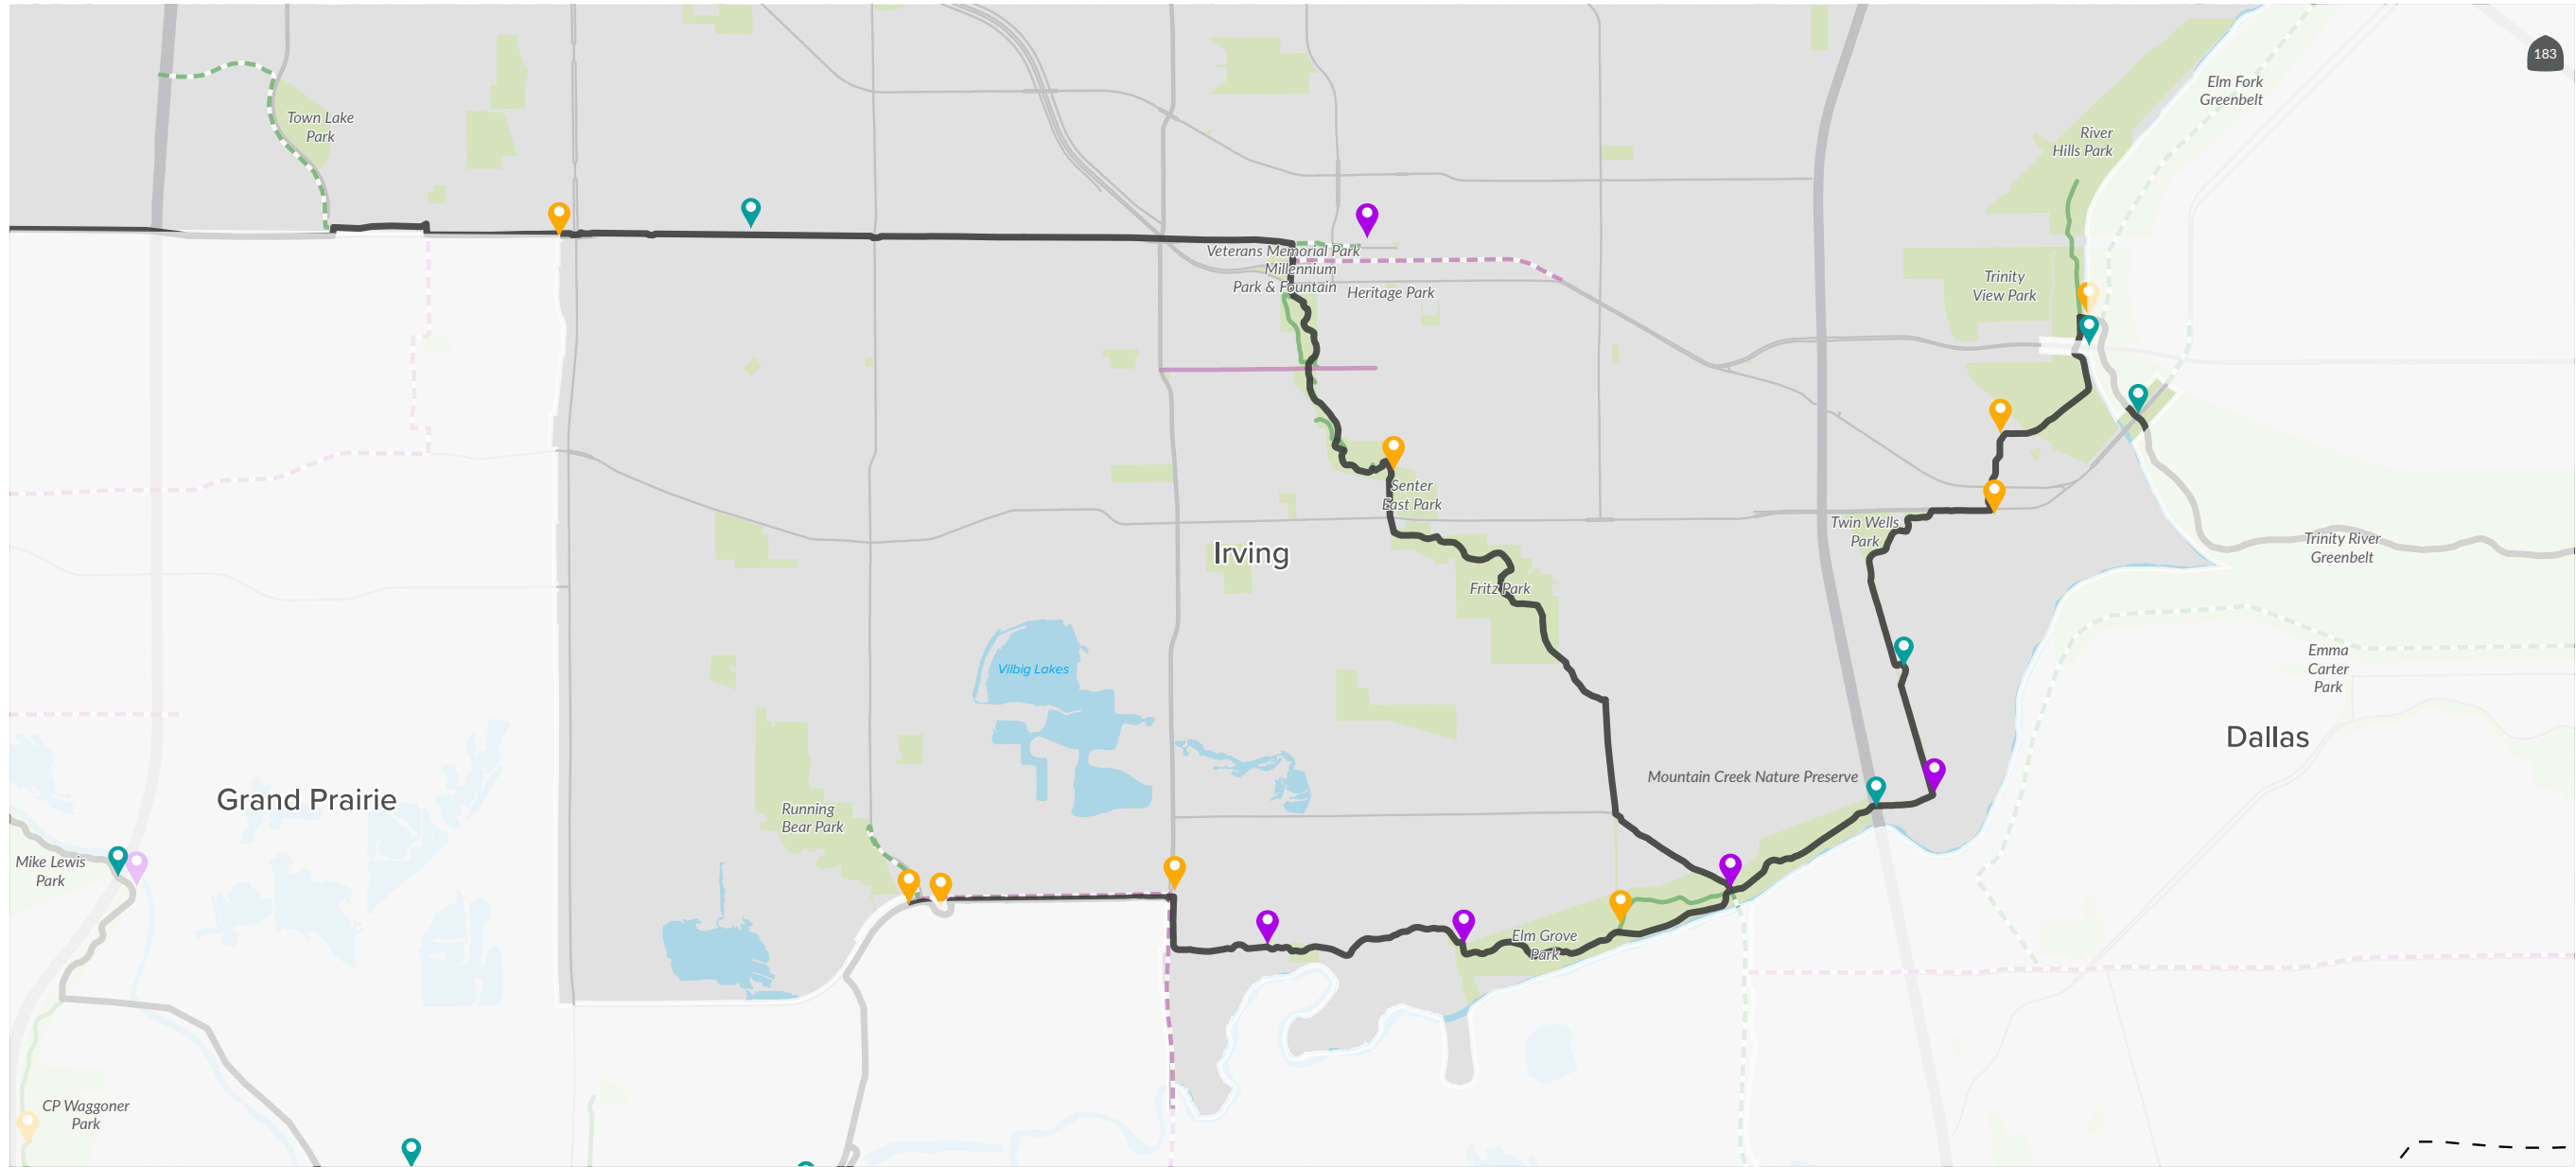 183
Elm Fork
Greenbelt
Town Lake
Park
River
Hills Park
Veterans Memorial Park
Millennium
Park & Fountain
Heritage Park
Trinity
View Park
Senter
East Park
Twin Wells
Park
Irving
Trinity River
Greenbelt
Fritz Park
Vilbig Lakes
Emma
Carter
Park
Dallas
Mountain Creek Nature Preserve
Grand Prairie
Running
Bear Park
Mike Lewis
Park
Elm Grove
Park
CP Waggoner
Park